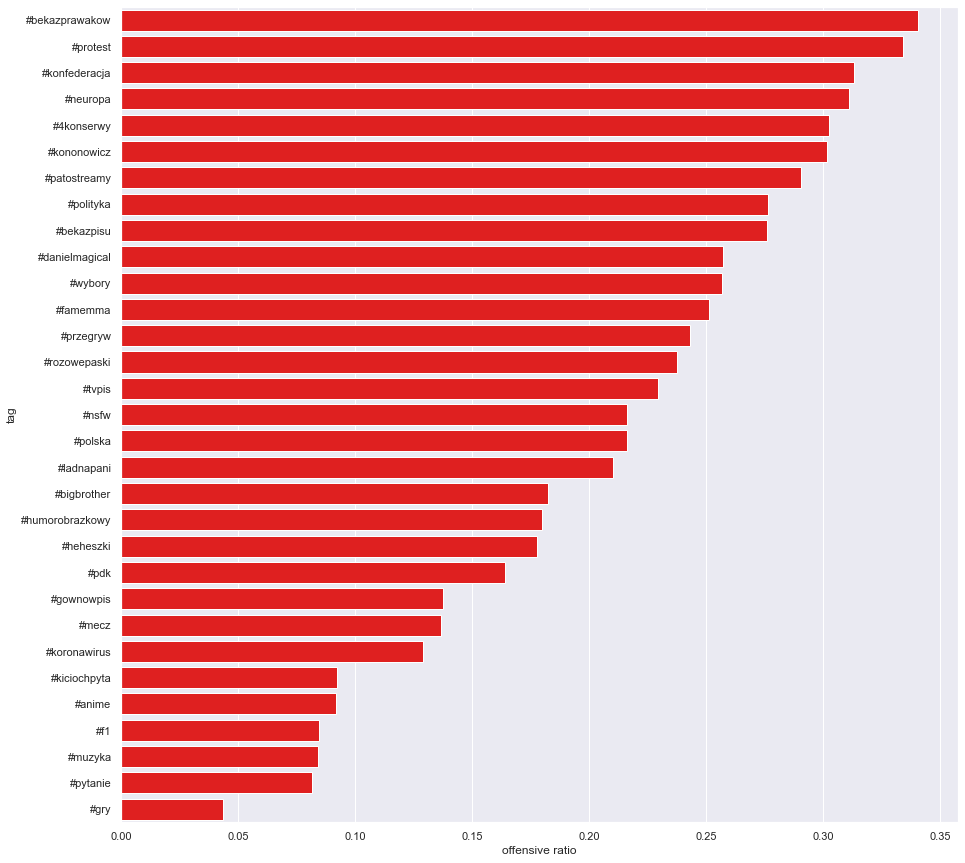 #bekazprawakow
#protest
#konfederacja
#neuropa
#4konserwy
#kononowicz
#patostreamy
#polityka
#bekazpisu
#danielmagical
#wybory
#famemma
#przegryw
#rozowepaski
#tvpis
#nsfw
#polska
#ladnapani
#bigbrother
#humorobrazkowy
#heheszki
#pdk
#gownowpis
#mecz
#koronawirus
#kiciochpyta
#anime
#f1
#muzyka
#pytanie
#gry
tag
0.00 0.05 0.10 0.15 0.20 0.25 0.30 0.35
offensive ratio